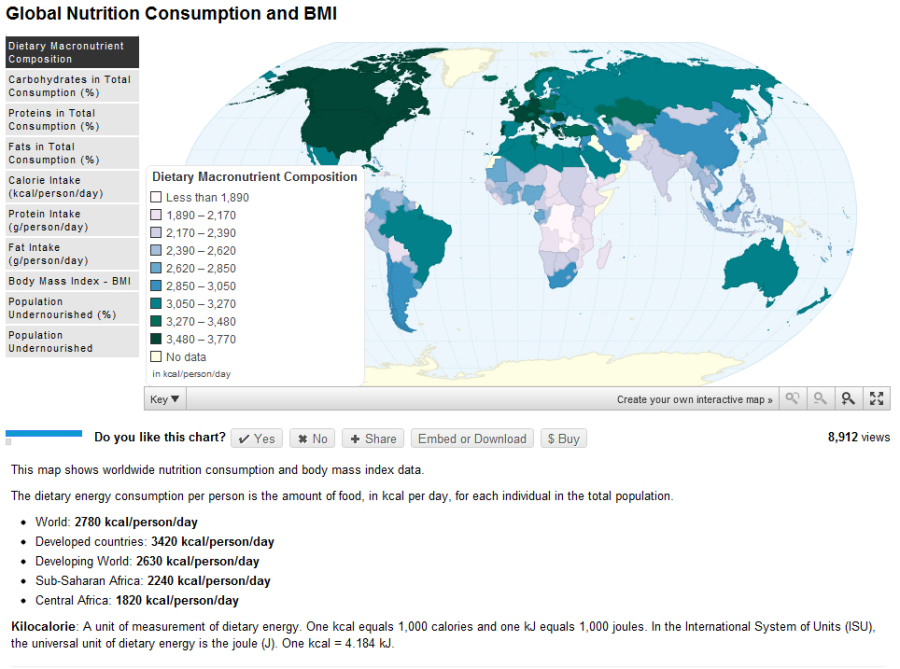 Global Nutrition Consumption and BMI
Dietary Macronutrient
Composition
Carbohydrates in Total
Consumption (%)
Proteins in Total
Consumption (%)
Fats in Total
Consumption (%)
Calorie Intake
(kcal/person/day)
Protein Intake
(g/person/day)
Fat Intake
(g/person/day)
Body Mass Index - BMI
Population
Undernourished (%)
Population
Undernourished
Dietary Macronutrient Composition
Less than 1,890
1,890 – 2,170
2,170 – 2,390
2,390 – 2,620
2,620 – 2,850
2,850 – 3,050
3,050 – 3,270
3,270 – 3,480
3,480 – 3,770
No data
in kcal/person/day
Key ▼
Create your own interactive map »
Do you like this chart? ✔ Yes ✖ No + Share Embed or Download $ Buy 8,912 views
This map shows worldwide nutrition consumption and body mass index data.
The dietary energy consumption per person is the amount of food, in kcal per day, for each individual in the total population.
• World: 2780 kcal/person/day
• Developed countries: 3420 kcal/person/day
• Developing World: 2630 kcal/person/day
• Sub-Saharan Africa: 2240 kcal/person/day
• Central Africa: 1820 kcal/person/day
Kilocalorie: A unit of measurement of dietary energy. One kcal equals 1,000 calories and one kJ equals 1,000 joules. In the International System of Units (ISU),
the universal unit of dietary energy is the joule (J). One kcal = 4.184 kJ.